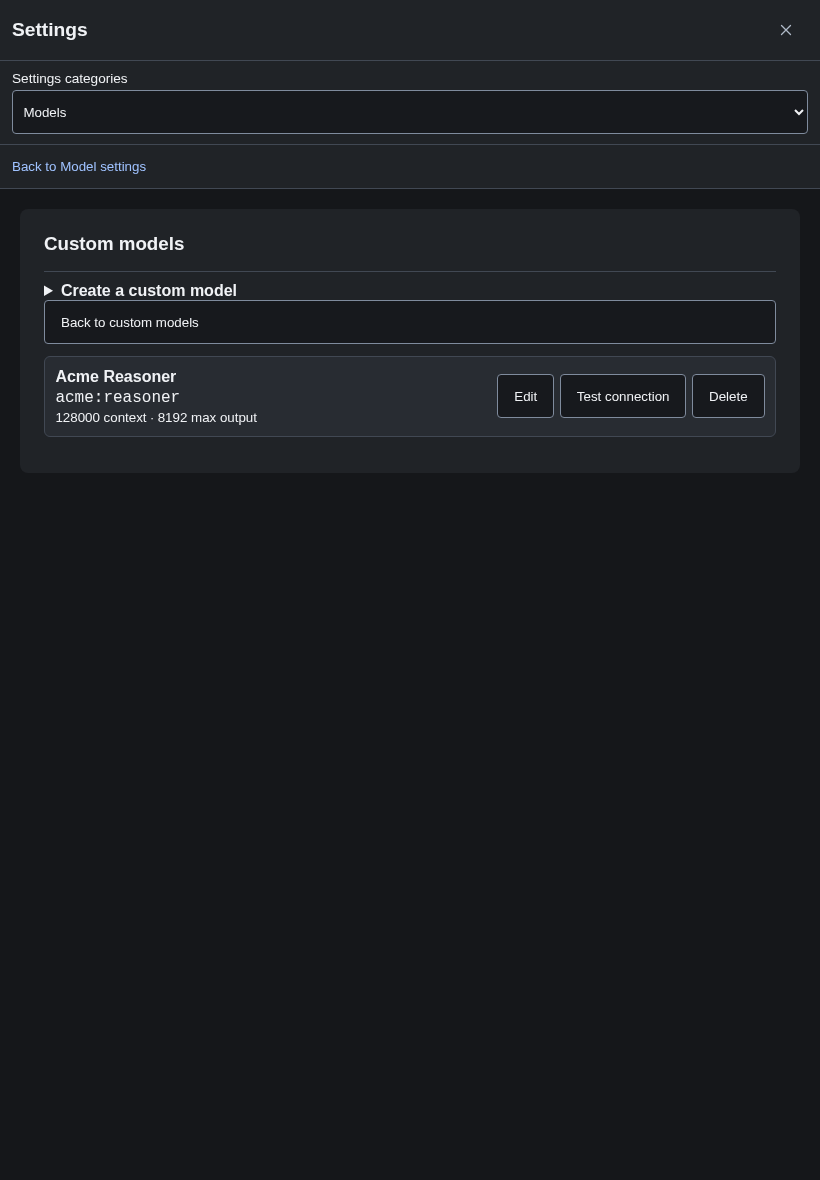 Settings
Settings categories
Models
Back to Model settings
Custom models
Create a custom model
Back to custom models
Acme Reasoner
acme:reasoner
128000 context · 8192 max output
Edit
Test connection
Delete